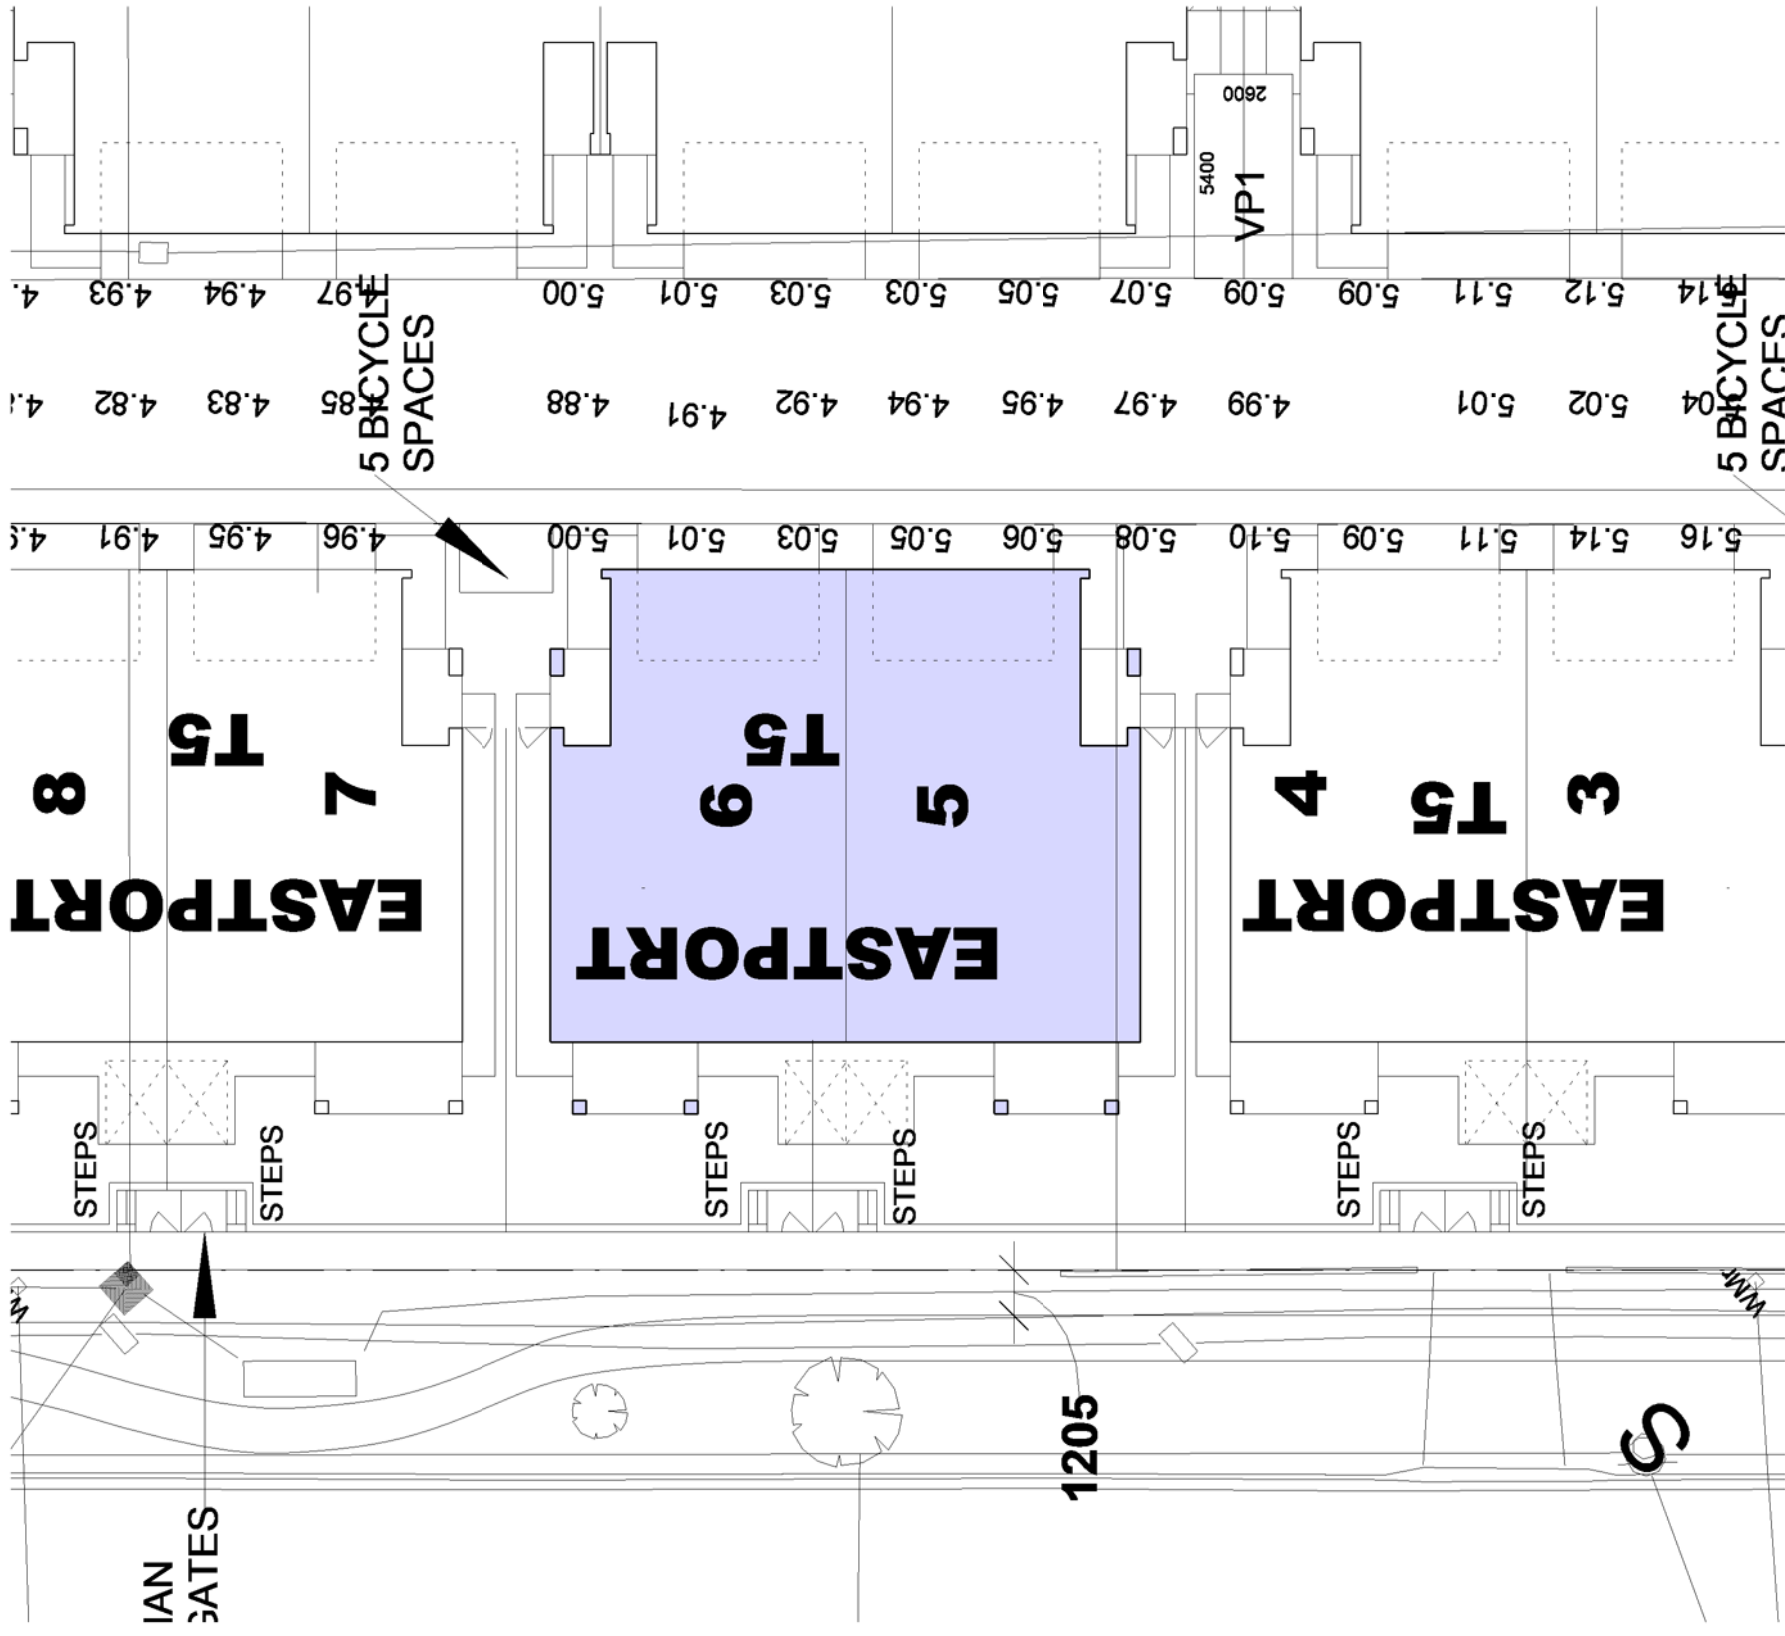 2600
5400
VP1
4.93 4.94 4.97 5.00 5.01 5.03 5.03 5.05 5.07 5.09 5.09 5.11 5.12 5.14
5 BICYCLE
SPACES
5 BICYCLE
SPACES
4.82 4.83 4.85 4.88 4.91 4.92 4.94 4.95 4.97 4.99 5.01 5.02
4.91 4.95 4.96 5.00 5.01 5.03 5.05 5.06 5.08 5.10 5.09 5.11 5.14 5.16
8
T5
7
EASTPORT
6
T5
5
EASTPORT
4
T5
3
EASTPORT
STEPS
STEPS
STEPS
STEPS
STEPS
STEPS
1205
S
IAN
GATES